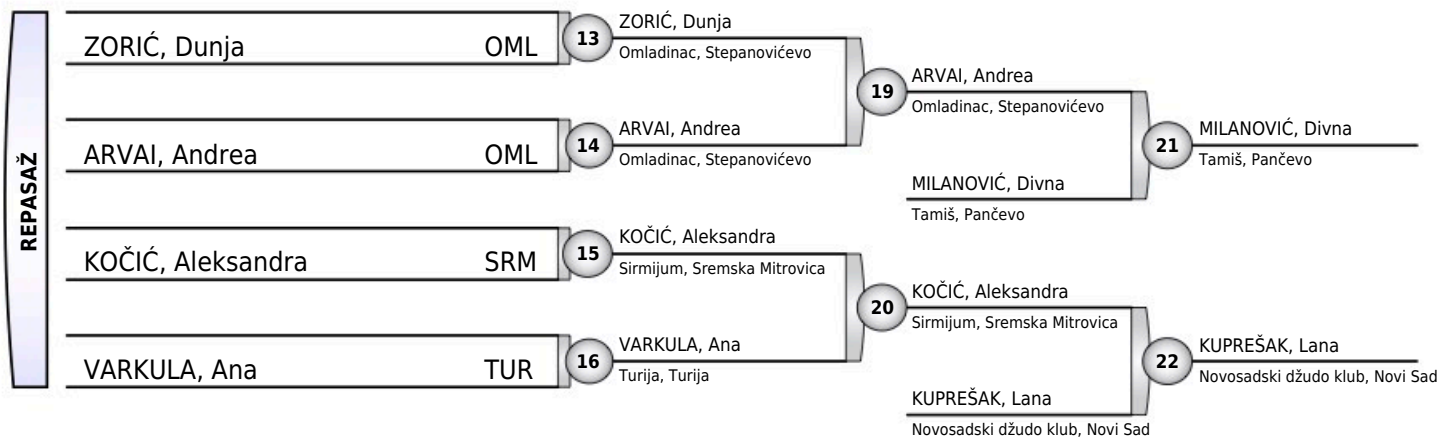 REPASAŽ
ZORIĆ, Dunja OML
13
ZORIĆ, Dunja
Omladinac, Stepanovićevo
ARVAI, Andrea OML
14
ARVAI, Andrea
Omladinac, Stepanovićevo
19
ARVAI, Andrea
Omladinac, Stepanovićevo
MILANOVIĆ, Divna
Tamiš, Pančevo
21
MILANOVIĆ, Divna
Tamiš, Pančevo
KOČIĆ, Aleksandra SRM
15
KOČIĆ, Aleksandra
Sirmijum, Sremska Mitrovica
VARKULA, Ana TUR
16
VARKULA, Ana
Turija, Turija
20
KOČIĆ, Aleksandra
Sirmijum, Sremska Mitrovica
KUPREŠAK, Lana
Novosadski džudo klub, Novi Sad
22
KUPREŠAK, Lana
Novosadski džudo klub, Novi Sad